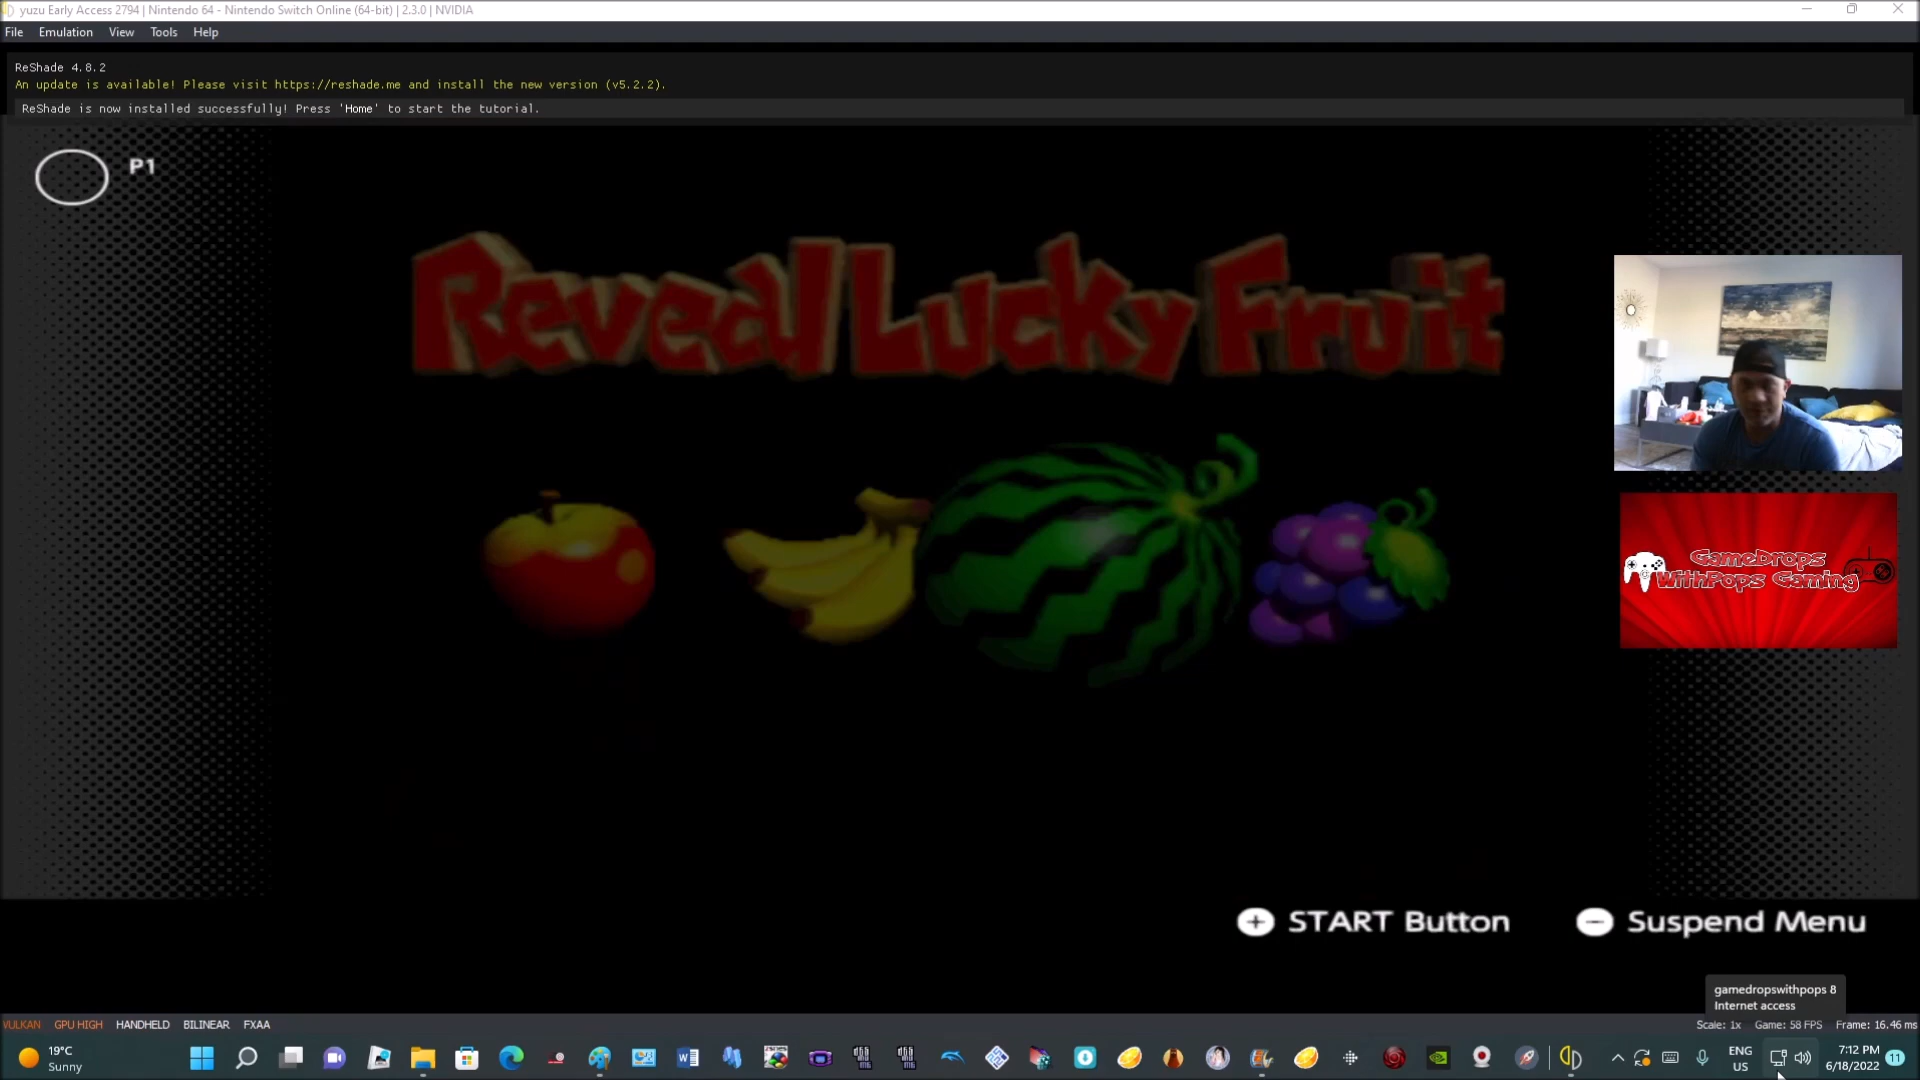 yuzu Early Access 2794 | Nintendo 64 - Nintendo Switch Online (64-bit) | 2.3.0 | NVIDIA
File Emulation View Tools Help
ReShade 4.8.2
An update is available! Please visit https://reshade.me and install the new version (v5.2.2).
ReShade is now installed successfully! Press 'Home' to start the tutorial.
P1
Reveal Lucky Fruit
GameDrops
WithPops Gaming
START Button Suspend Menu
gamedropswithpops 8
Internet access
VULKAN GPU HIGH HANDHELD BILINEAR FXAA Scale: 1x Game: 58 FPS Frame: 16.46 ms
19°C
Sunny
ENG
US
7:12 PM
6/18/2022
11